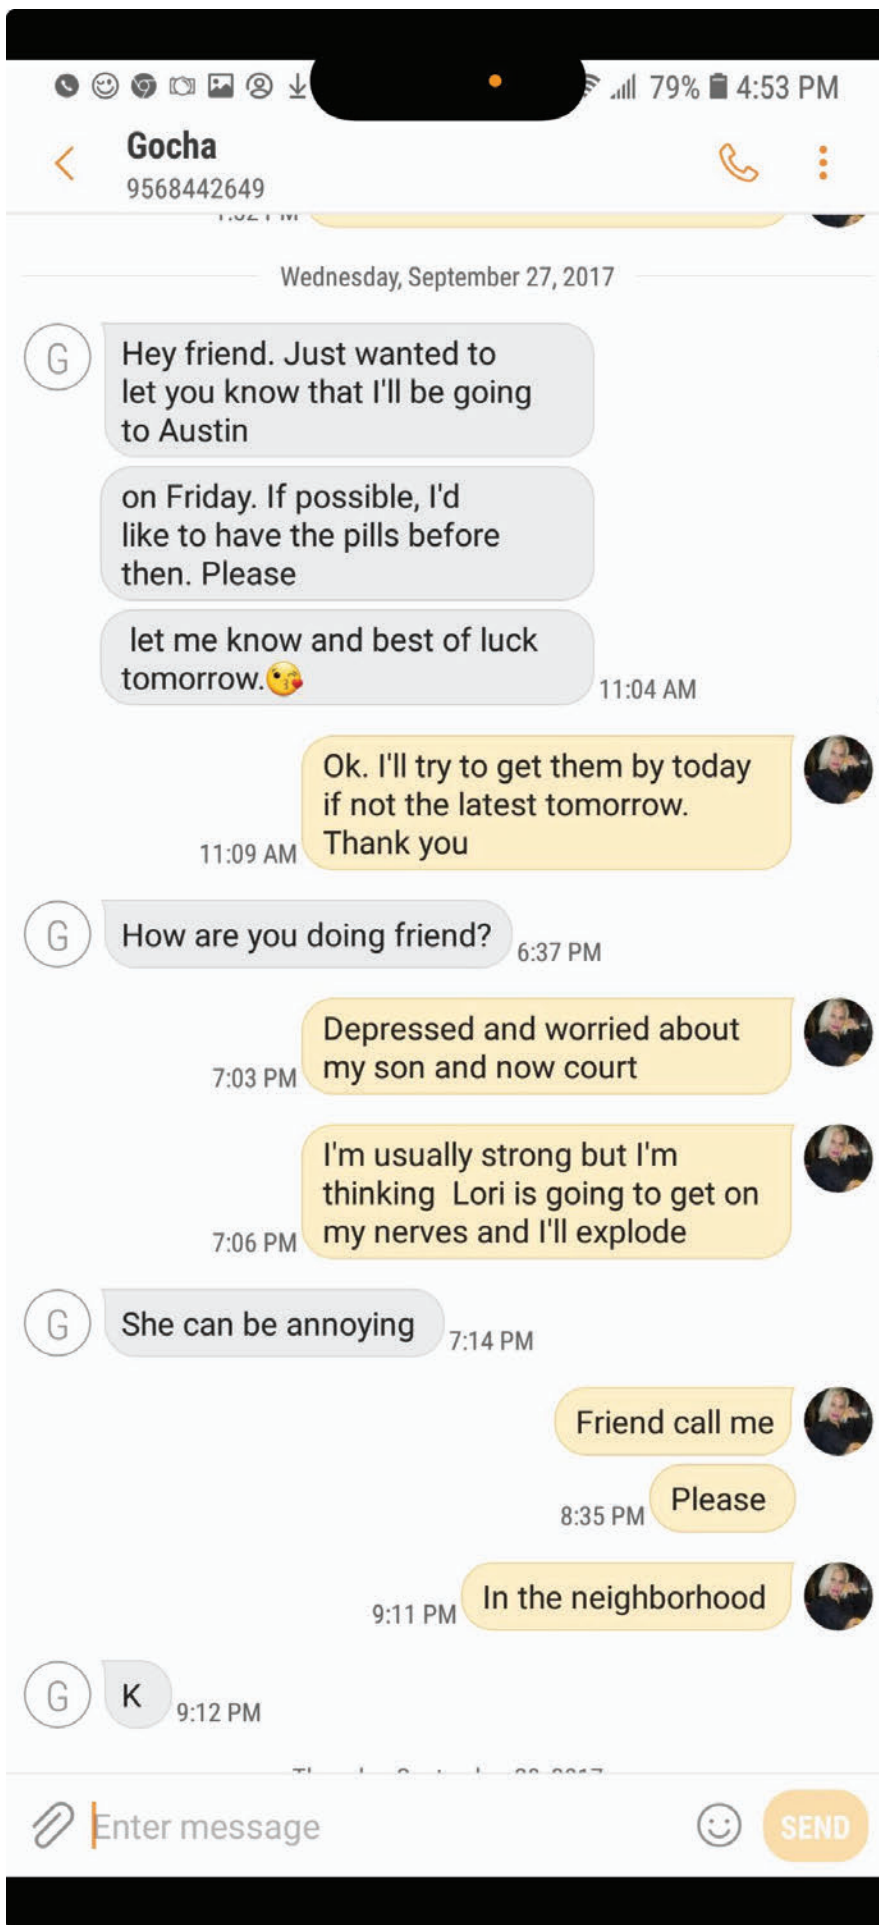 79% 4:53 PM
Gocha
9568442649
Wednesday, September 27, 2017
G
Hey friend. Just wanted to
let you know that I'll be going
to Austin
on Friday. If possible, I'd
like to have the pills before
then. Please
let me know and best of luck
tomorrow.😘
11:04 AM
Ok. I'll try to get them by today
if not the latest tomorrow.
Thank you
11:09 AM
G
How are you doing friend?
6:37 PM
Depressed and worried about
my son and now court
7:03 PM
I'm usually strong but I'm
thinking  Lori is going to get on
my nerves and I'll explode
7:06 PM
G
She can be annoying
7:14 PM
Friend call me
Please
8:35 PM
In the neighborhood
9:11 PM
G
K
9:12 PM
Enter message
SEND